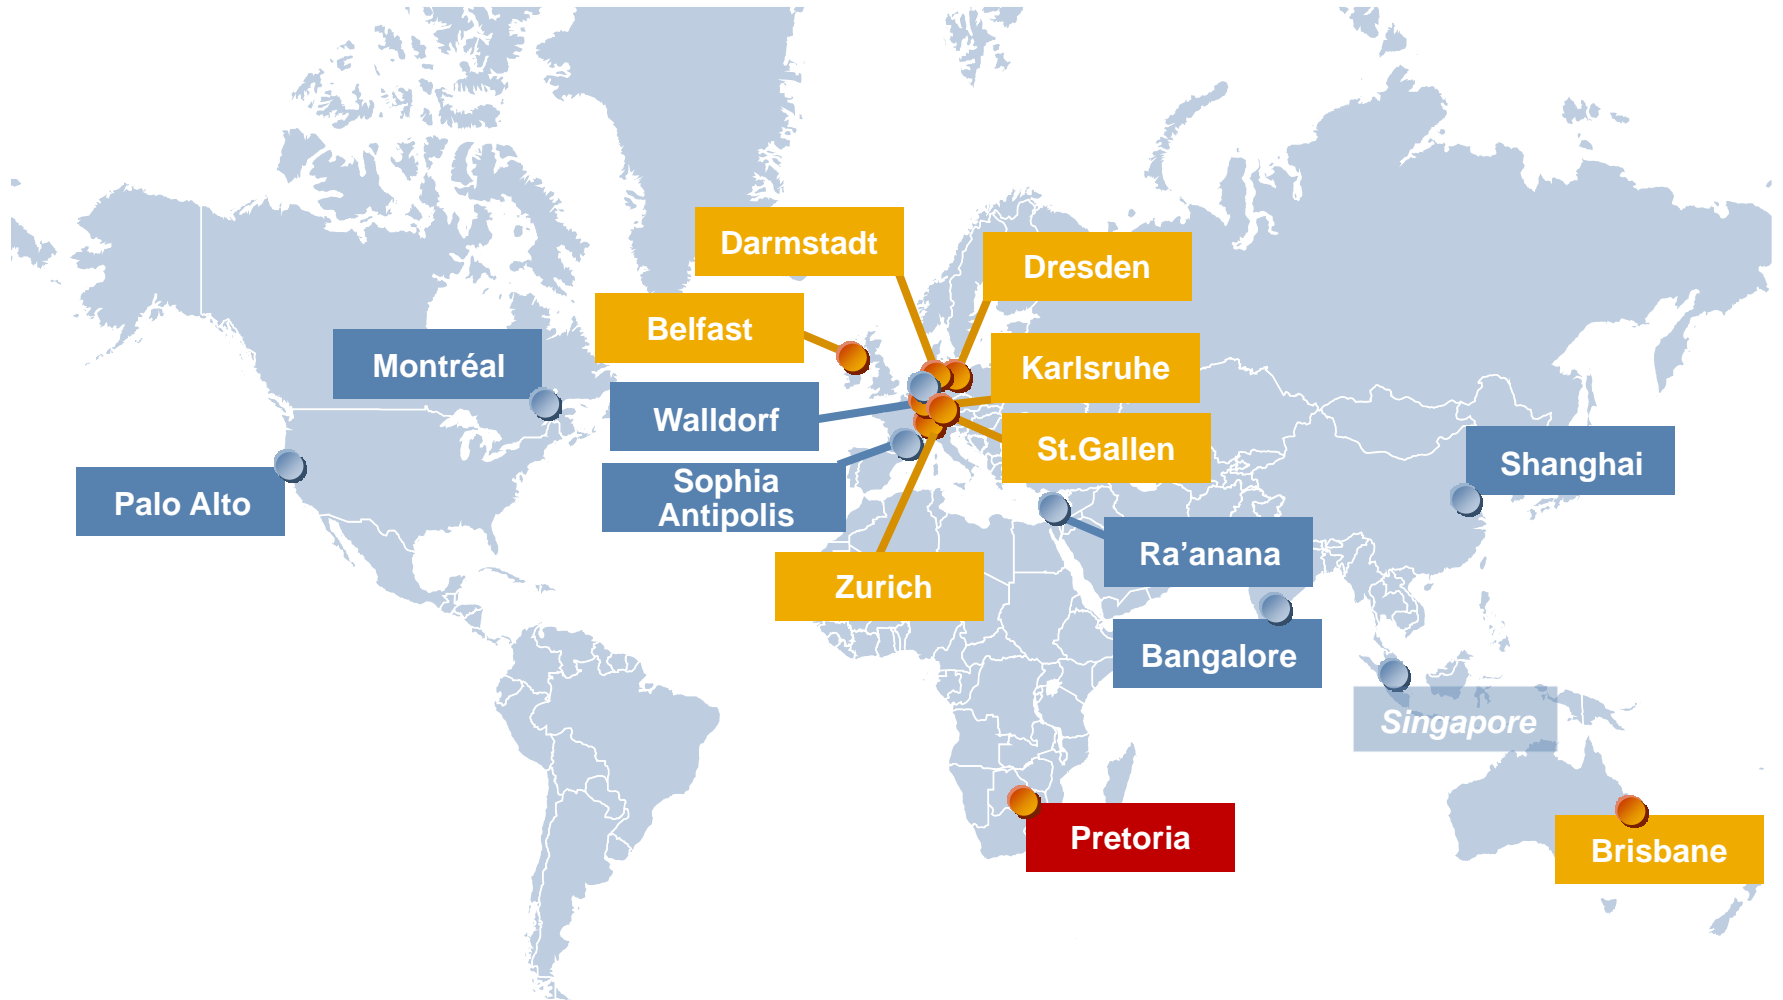 Darmstadt
Dresden
Belfast
Montréal
Karlsruhe
Walldorf
St.Gallen
Shanghai
Palo Alto
Sophia
Antipolis
Ra’anana
Zurich
Bangalore
Singapore
Pretoria
Brisbane